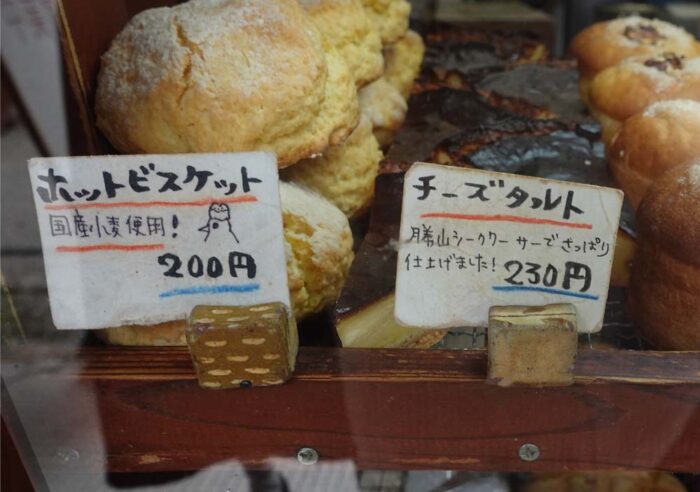 ホットビスケット
国産小麦使用!
200円
チーズタルト
勝山シークワーサーでさっぱり
仕上げました! 230円